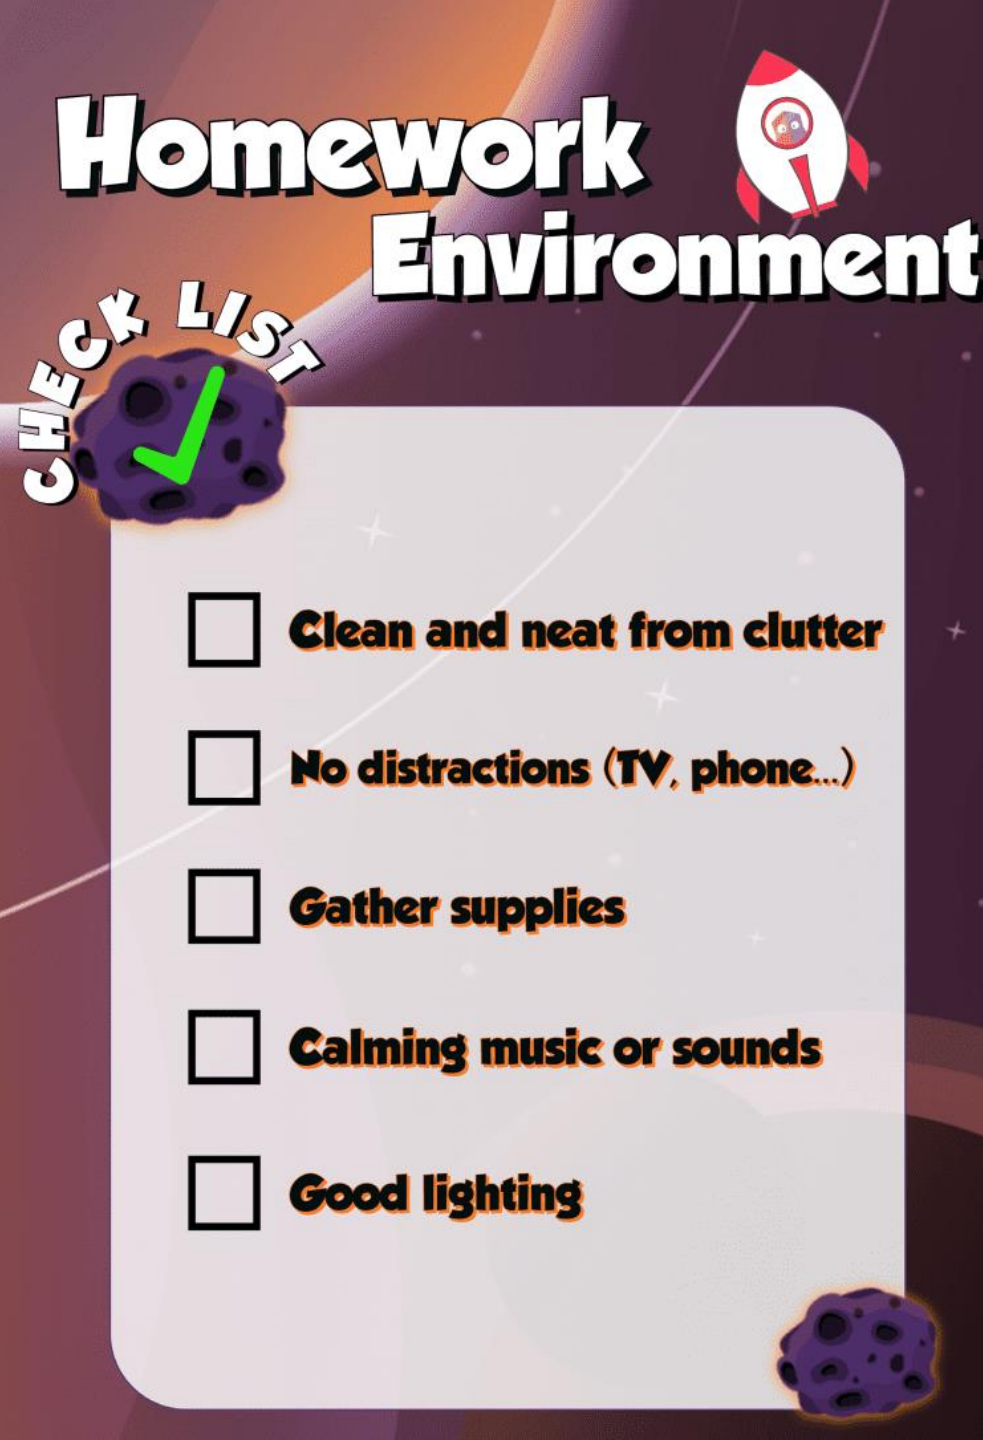 Homework
Environment
CHECK LIST
Clean and neat from clutter
No distractions (TV, phone...)
Gather supplies
Calming music or sounds
Good lighting